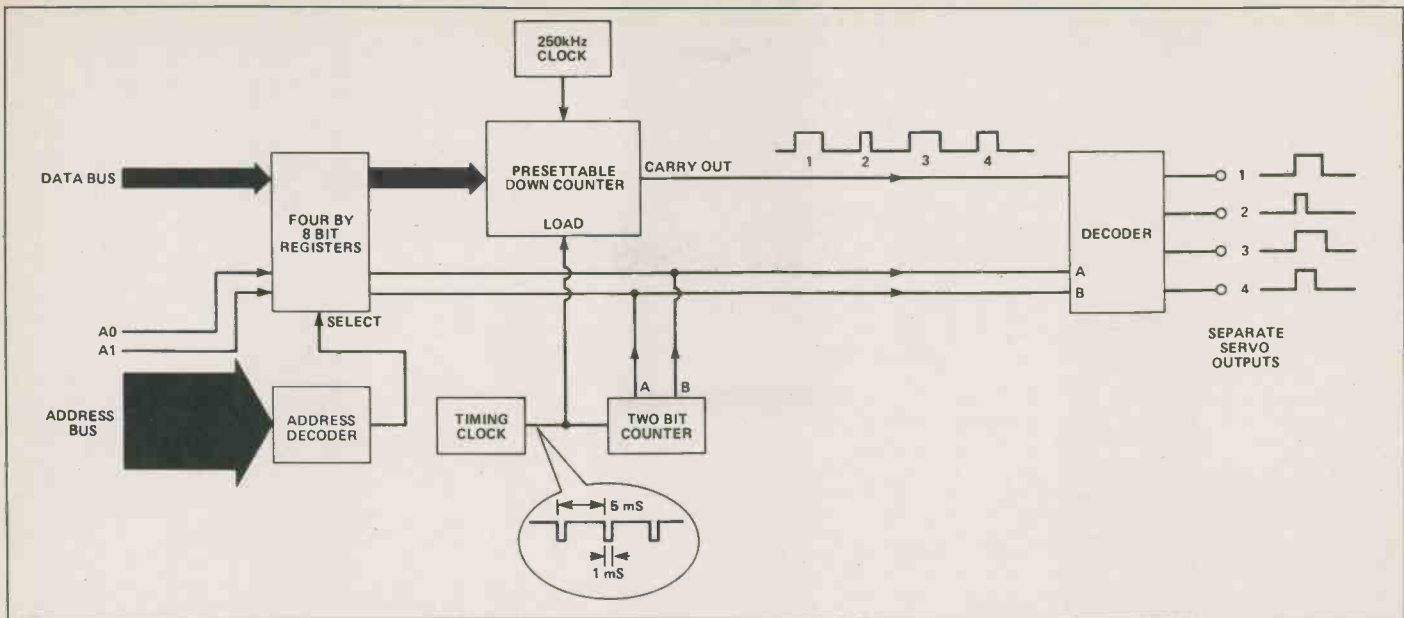 250kHz
CLOCK
DATA BUS
FOUR BY
8 BIT
REGISTERS
PRESETTABLE
DOWN COUNTER
LOAD
CARRY OUT
1 2 3 4
DECODER
A
B
1
2
3
4
SEPARATE
SERVO
OUTPUTS
A0
A1
SELECT
ADDRESS
BUS
ADDRESS
DECODER
TIMING
CLOCK
A B
TWO BIT
COUNTER
5 mS
1 mS